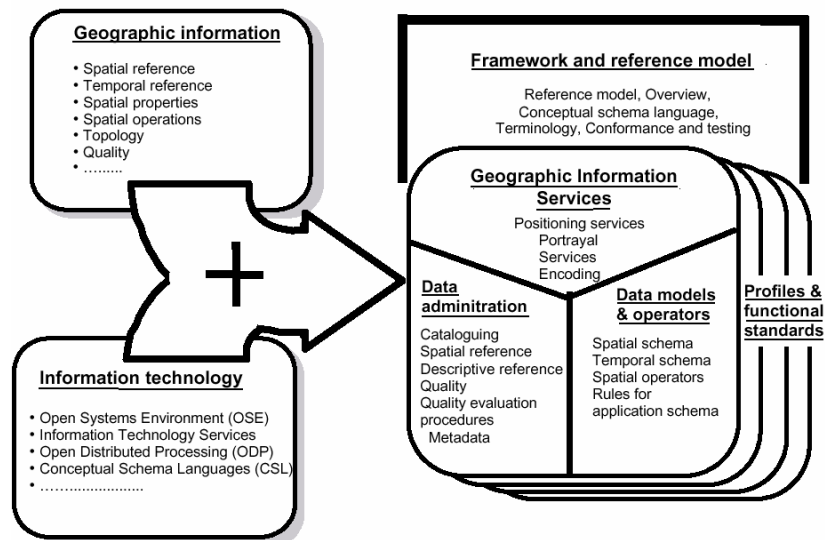 Geographic information
• Spatial reference
• Temporal reference
• Spatial properties
• Spatial operations
• Topology
• Quality
• ..........
+
Information technology
• Open Systems Environment (OSE)
• Information Technology Services
• Open Distributed Processing (ODP)
• Conceptual Schema Languages (CSL)
• ........................
Framework and reference model
Reference model, Overview,
Conceptual schema language,
Terminology, Conformance and testing
Geographic Information
Services
Positioning services
Portrayal
Services
Encoding
Data
adminitration
Cataloguing
Spatial reference
Descriptive reference
Quality
Quality evaluation
procedures
Metadata
Data models
& operators
Spatial schema
Temporal schema
Spatial operators
Rules for
application schema
Profiles &
functional
standards